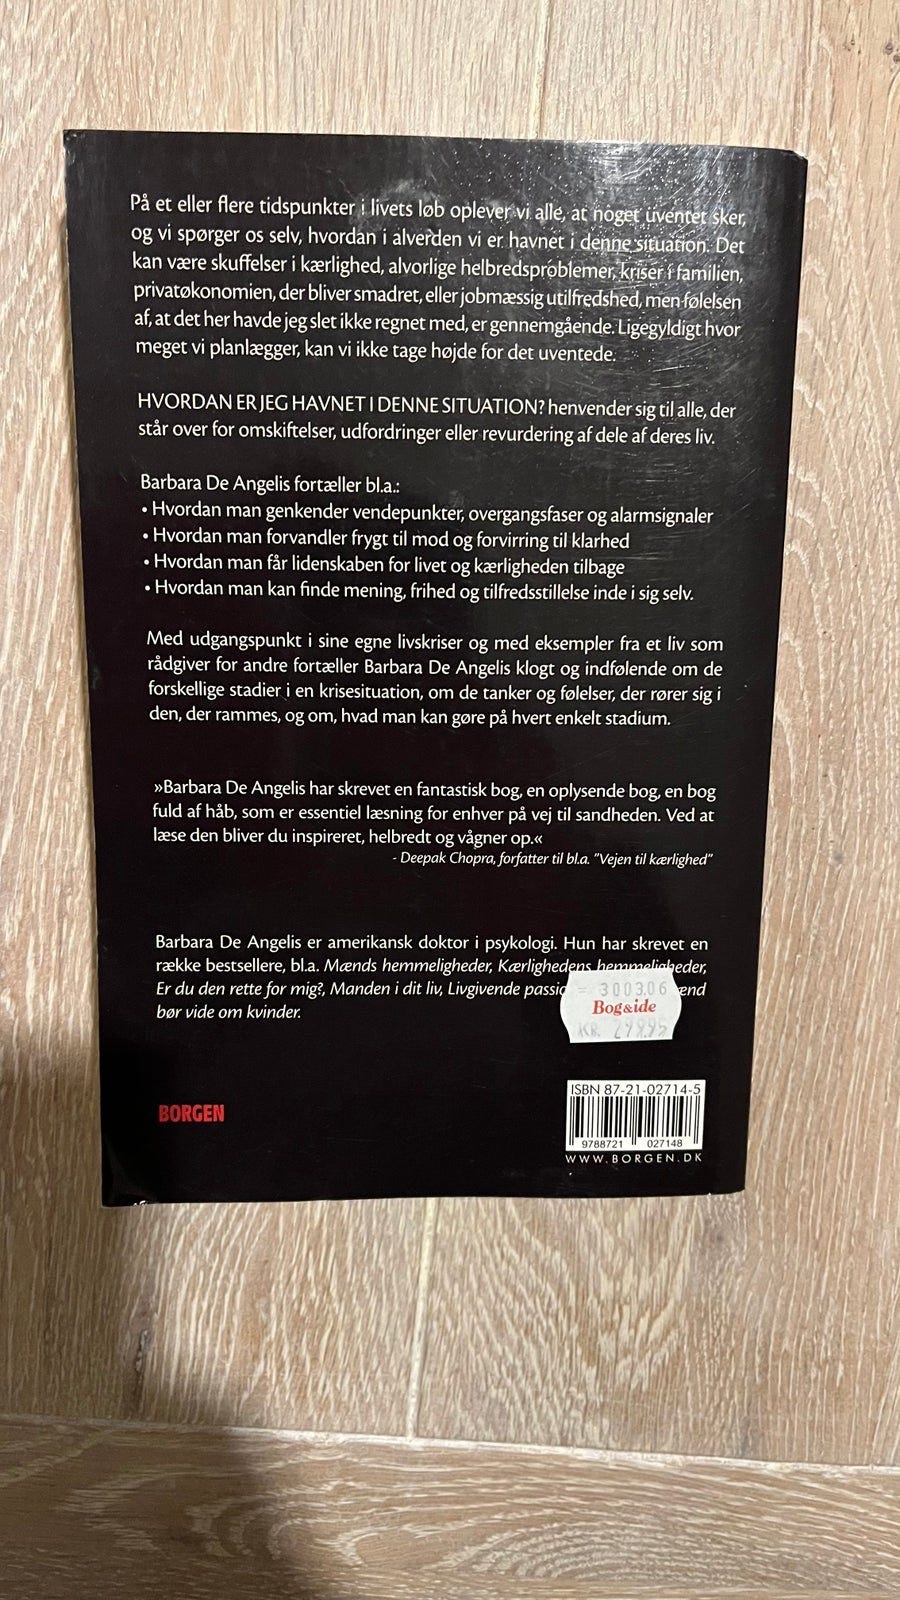 På et eller flere tidspunkter i livets løb oplever vi alle, at noget uventet sker,
og vi spørger os selv, hvordan i alverden vi er havnet i denne situation. Det
kan være skuffelser i kærlighed, alvorlige helbredsproblemer, kriser i familien,
privatøkonomien, der bliver smadret, eller jobmæssig utilfredshed, men følelsen
af, at det her havde jeg slet ikke regnet med, er gennemgående. Ligegyldigt hvor
meget vi planlægger, kan vi ikke tage højde for det uventede.
HVORDAN ER JEG HAVNET I DENNE SITUATION? henvender sig til alle, der
står over for omskiftelser, udfordringer eller revurdering af dele af deres liv.
Barbara De Angelis fortæller bl.a.:
• Hvordan man genkender vendepunkter, overgangsfaser og alarmsignaler
• Hvordan man forvandler frygt til mod og forvirring til klarhed
• Hvordan man får lidenskaben for livet og kærligheden tilbage
• Hvordan man kan finde mening, frihed og tilfredsstillelse inde i sig selv.
Med udgangspunkt i sine egne livskriser og med eksempler fra et liv som
rådgiver for andre fortæller Barbara De Angelis klogt og indfølende om de
forskellige stadier i en krisesituation, om de tanker og følelser, der rører sig i
den, der rammes, og om, hvad man kan gøre på hvert enkelt stadium.
»Barbara De Angelis har skrevet en fantastisk bog, en oplysende bog, en bog
fuld af håb, som er essentiel læsning for enhver på vej til sandheden. Ved at
læse den bliver du inspireret, helbredt og vågner op.«
- Deepak Chopra, forfatter til bl.a. "Vejen til kærlighed"
Barbara De Angelis er amerikansk doktor i psykologi. Hun har skrevet en
række bestsellere, bl.a. Mænds hemmeligheder, Kærlighedens hemmeligheder,
Er du den rette for mig?, Manden i dit liv, Livgivende
bør vide om kvinder.
300306
Bog&ide
KR. 299.95
BORGEN
ISBN 87-21-02714-5
9788721 027148
WWW.BORGEN.DK